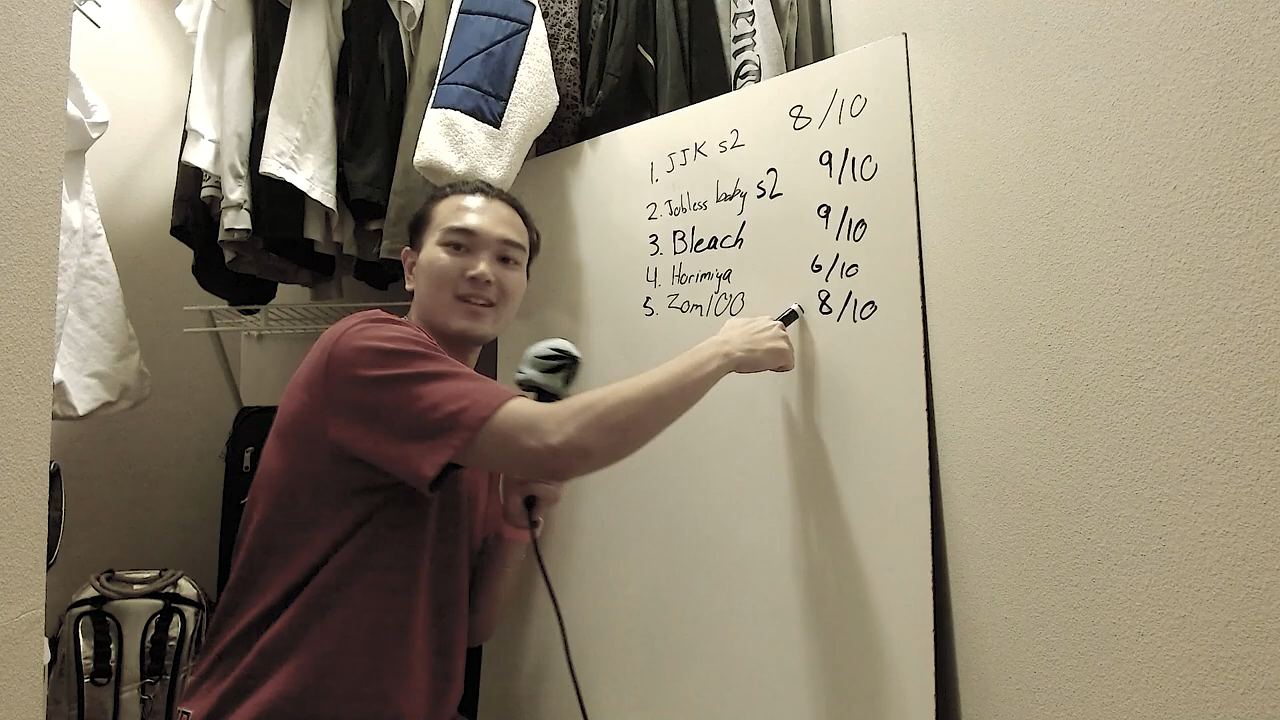 1. JJK s2 8/10
2. Jobless baby s2 9/10
3. Bleach 9/10
4. Horimiya 6/10
5. Zom100 8/10